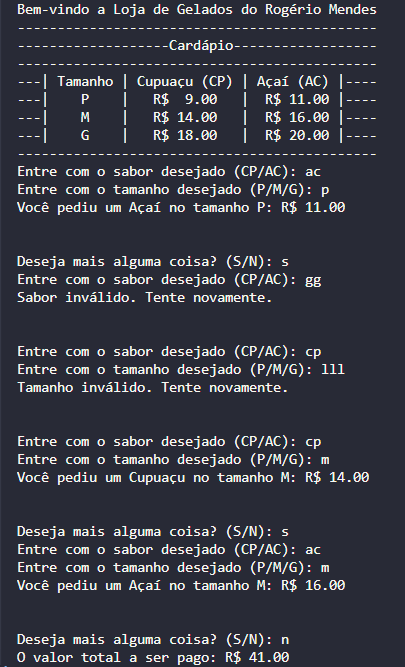 Bem-vindo a Loja de Gelados do Rogério Mendes
---------------------------------------------
-------------------Cardápio------------------
---------------------------------------------
---| Tamanho | Cupuaçu (CP) | Açaí (AC) |----
---|    P    |   R$  9.00   | R$ 11.00 |----
---|    M    |   R$ 14.00   | R$ 16.00 |----
---|    G    |   R$ 18.00   | R$ 20.00 |----
---------------------------------------------
Entre com o sabor desejado (CP/AC): ac
Entre com o tamanho desejado (P/M/G): p
Você pediu um Açaí no tamanho P: R$ 11.00
Deseja mais alguma coisa? (S/N): s
Entre com o sabor desejado (CP/AC): gg
Sabor inválido. Tente novamente.
Entre com o sabor desejado (CP/AC): cp
Entre com o tamanho desejado (P/M/G): lll
Tamanho inválido. Tente novamente.
Entre com o sabor desejado (CP/AC): cp
Entre com o tamanho desejado (P/M/G): m
Você pediu um Cupuaçu no tamanho M: R$ 14.00
Deseja mais alguma coisa? (S/N): s
Entre com o sabor desejado (CP/AC): ac
Entre com o tamanho desejado (P/M/G): m
Você pediu um Açaí no tamanho M: R$ 16.00
Deseja mais alguma coisa? (S/N): n
O valor total a ser pago: R$ 41.00